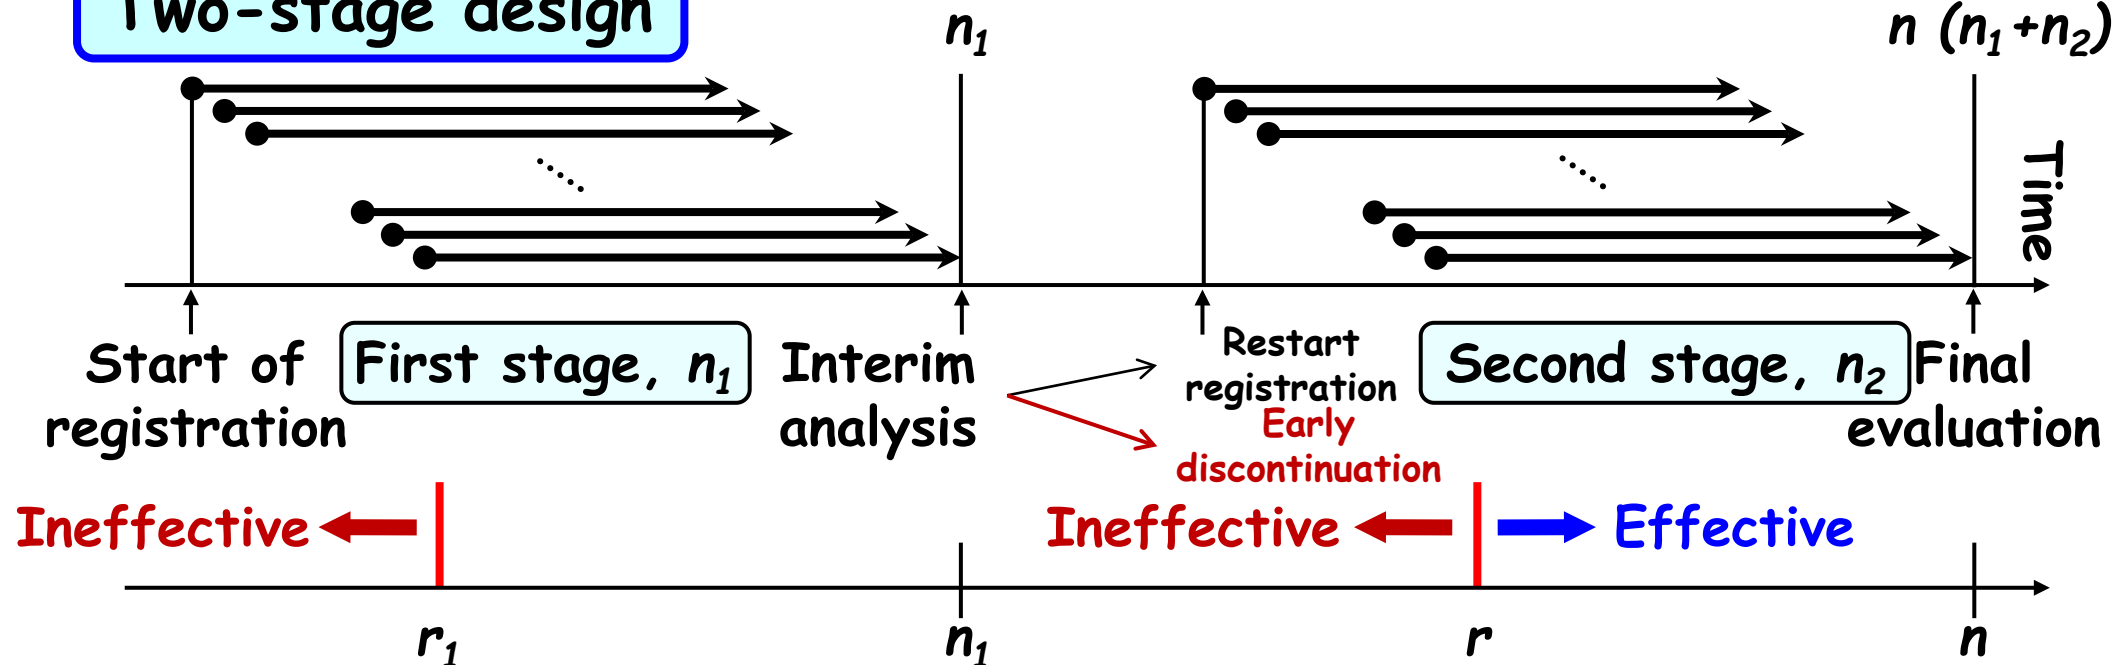 Two-stage design
n1
n (n1+n2)
Time
Start of
registration
First stage, n1
Interim
analysis
Restart
registration
Early
discontinuation
Second stage, n2
Final
evaluation
Ineffective
Ineffective
Effective
r1
n1
r
n